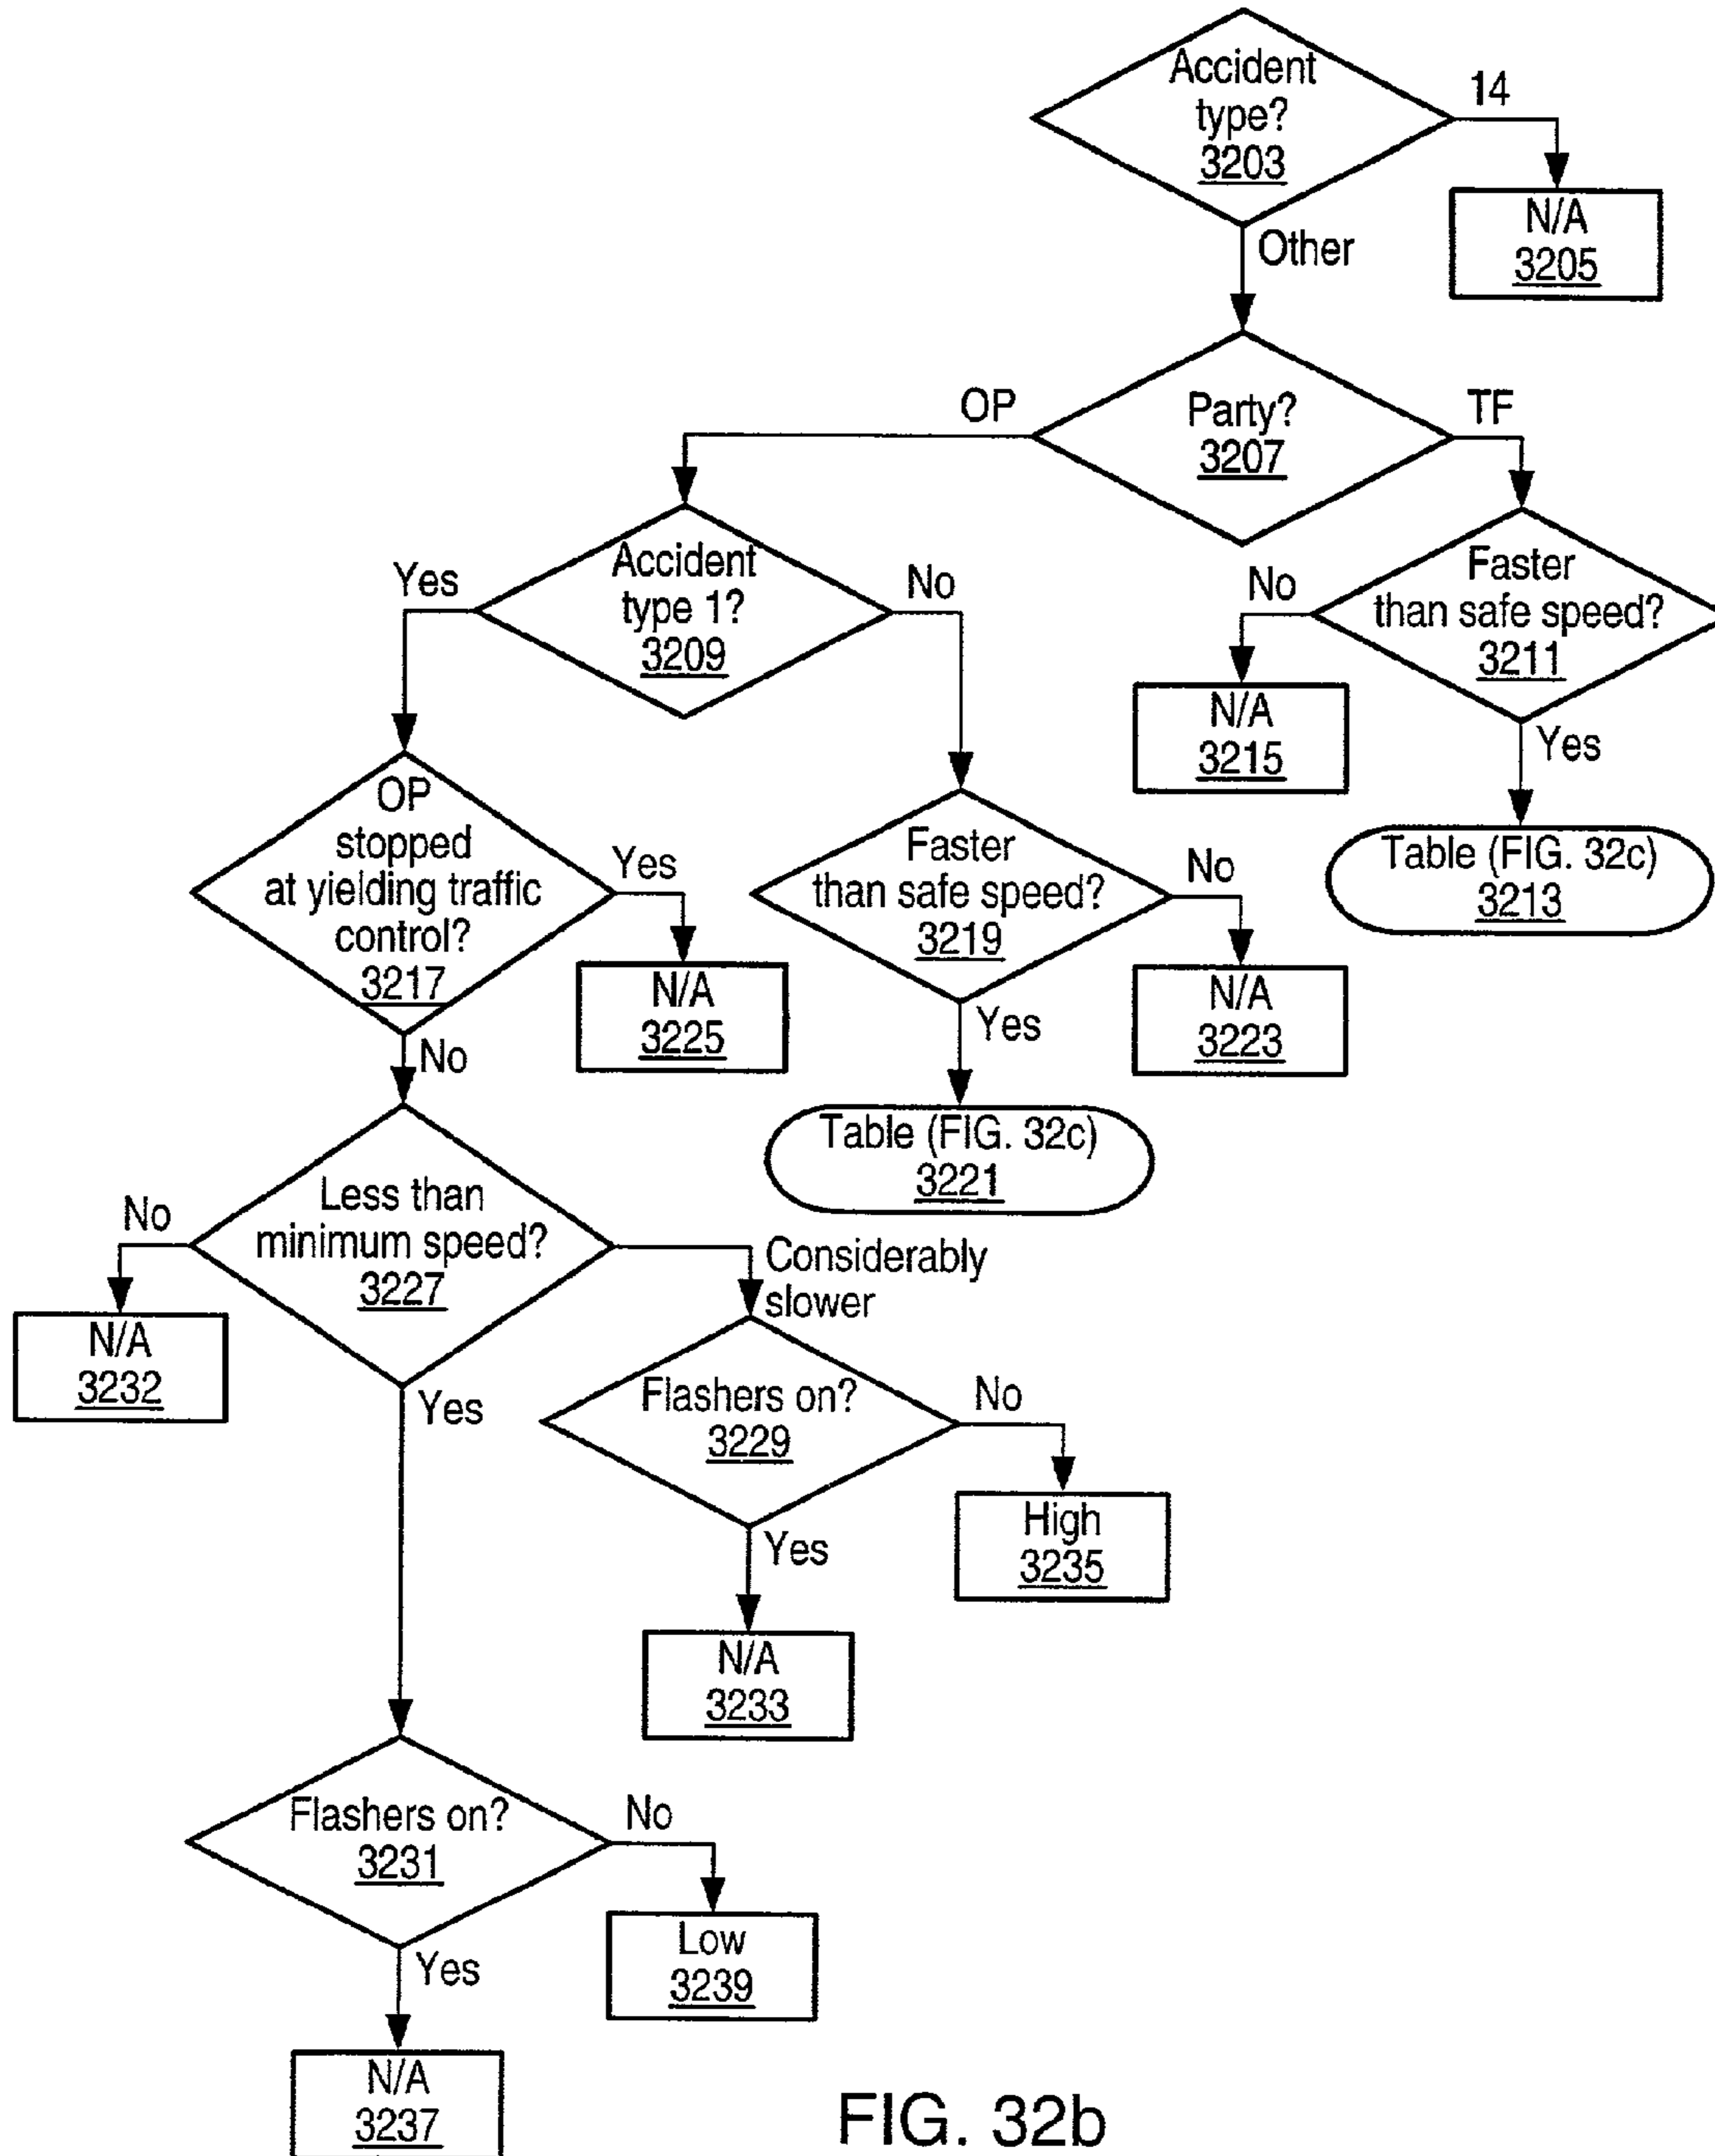 Accident
type?
3203
14
N/A
3205
Other
OP
Party?
3207
TF
Yes
Accident
type 1?
3209
No
No
Faster
than safe speed?
3211
N/A
3215
Yes
Table (FIG. 32c)
3213
OP
stopped
at yielding traffic
control?
3217
Yes
N/A
3225
Faster
than safe speed?
3219
No
N/A
3223
Yes
Table (FIG. 32c)
3221
No
No
Less than
minimum speed?
3227
Considerably
slower
N/A
3232
Yes
Flashers on?
3229
No
High
3235
Yes
N/A
3233
Flashers on?
3231
No
Low
3239
Yes
N/A
3237
FIG. 32b